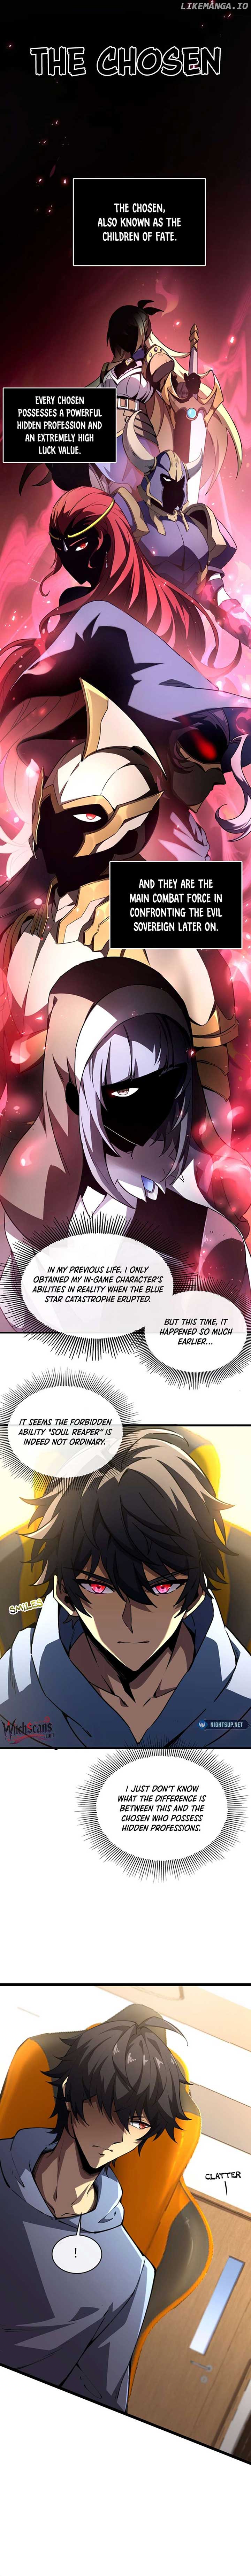 LIKEMANGA.IO
THE CHOSEN
THE CHOSEN,
ALSO KNOWN AS THE
CHILDREN OF FATE.
EVERY CHOSEN
POSSESSES A POWERFUL
HIDDEN PROFESSION AND
AN EXTREMELY HIGH
LUCK VALUE.
AND THEY ARE THE
MAIN COMBAT FORCE IN
CONFRONTING THE EVIL
SOVEREIGN LATER ON.
IN MY PREVIOUS LIFE, I ONLY
OBTAINED MY IN-GAME CHARACTER'S
ABILITIES IN REALITY WHEN THE BLUE
STAR CATASTROPHE ERUPTED.
BUT THIS TIME, IT
HAPPENED SO MUCH
EARLIER...
IT SEEMS THE FORBIDDEN
ABILITY "SOUL REAPER" IS
INDEED NOT ORDINARY.
SMILES
NIGHTSUP.NET
Witchscans
.com
I JUST DON'T KNOW
WHAT THE DIFFERENCE IS
BETWEEN THIS AND THE
CHOSEN WHO POSSESS
HIDDEN PROFESSIONS.
CLATTER
!